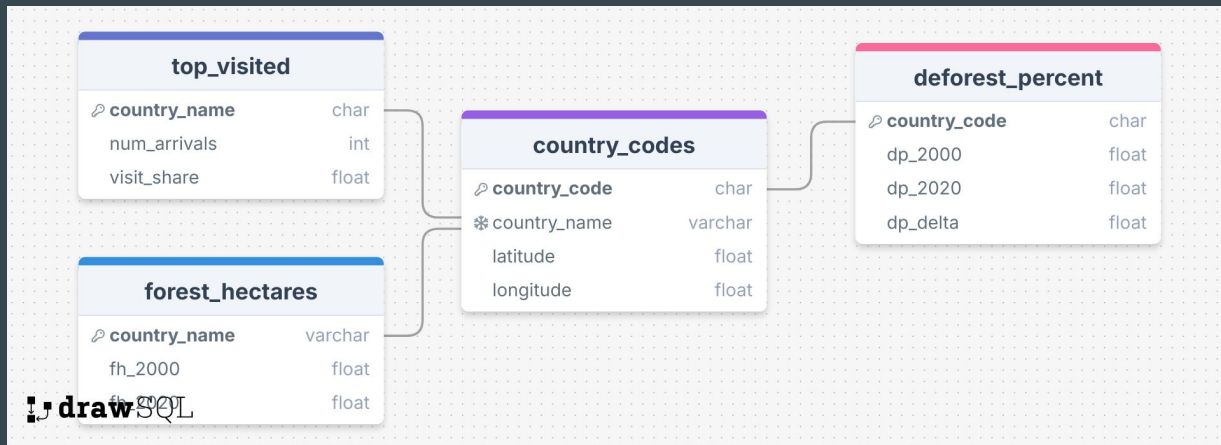 top_visited
country_name char
num_arrivals int
visit_share float
forest_hectares
country_name varchar
fh_2000 float
fh_2020 float
country_codes
country_code char
country_name varchar
latitude float
longitude float
deforest_percent
country_code char
dp_2000 float
dp_2020 float
dp_delta float
drawSQL